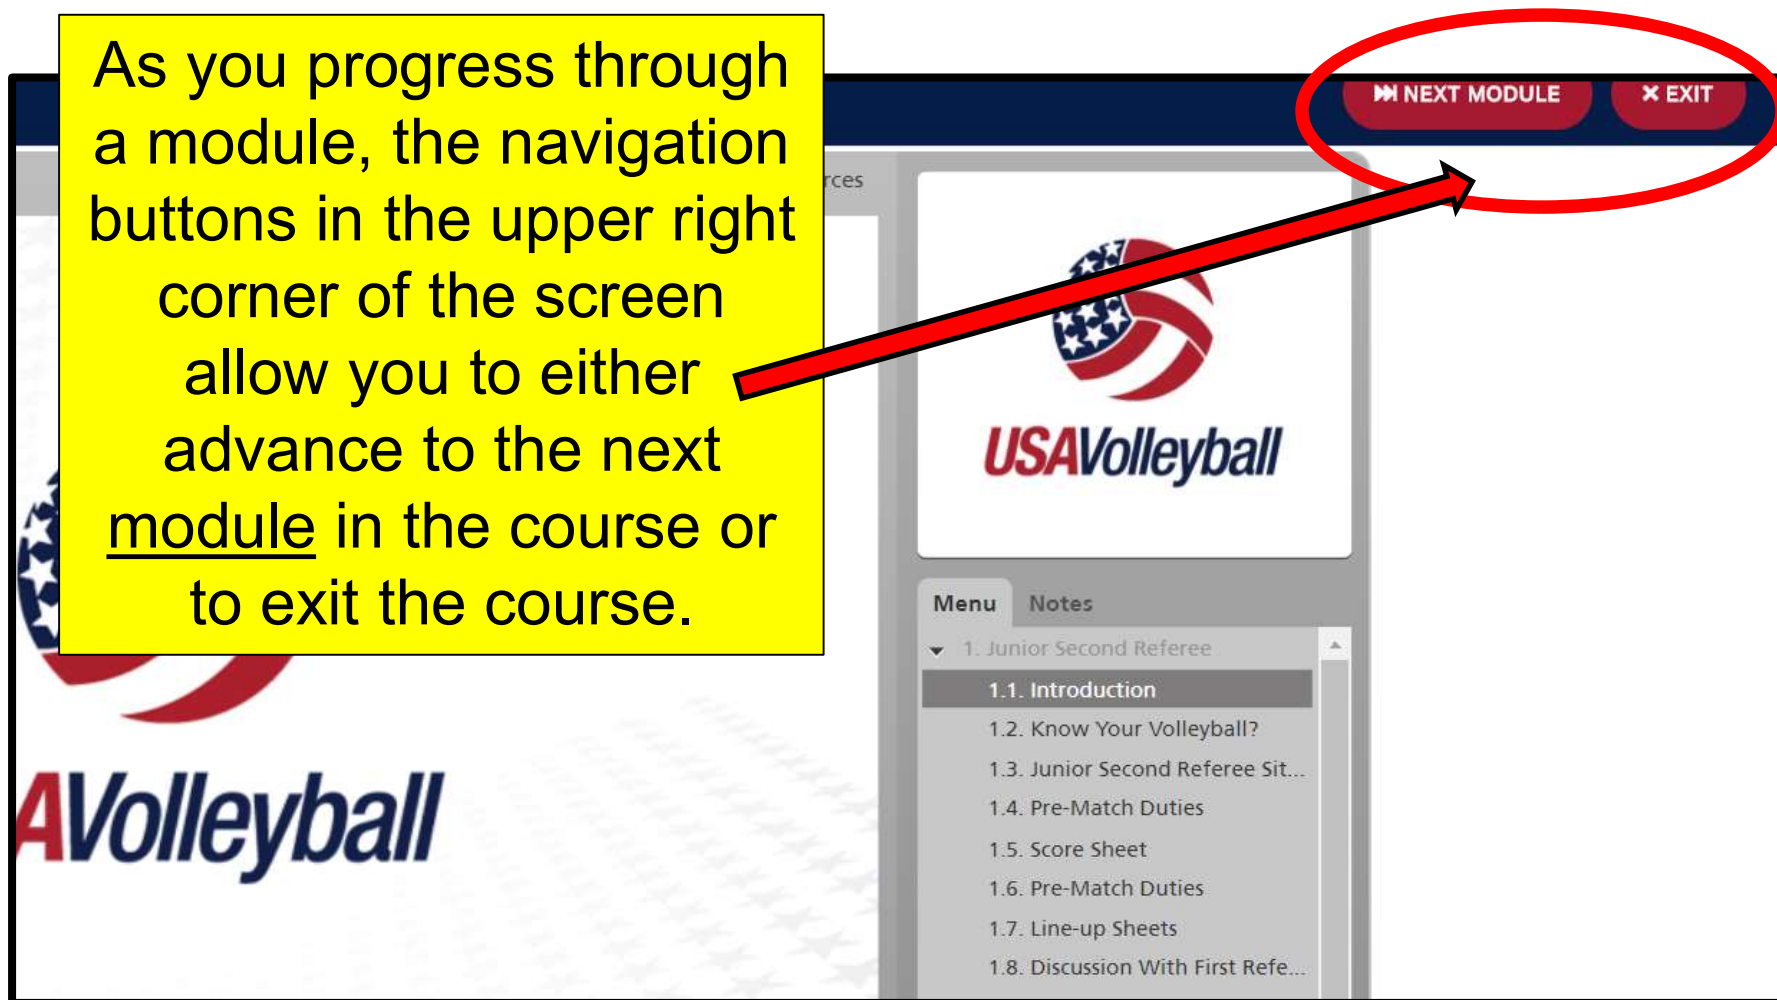 As you progress through
a module, the navigation
buttons in the upper right
corner of the screen
allow you to either
advance to the next
module in the course or
to exit the course.
NEXT MODULE
EXIT
USAVolleyball
Menu Notes
1. Junior Second Referee
1.1. Introduction
1.2. Know Your Volleyball?
1.3. Junior Second Referee Sit...
1.4. Pre-Match Duties
1.5. Score Sheet
1.6. Pre-Match Duties
1.7. Line-up Sheets
1.8. Discussion With First Refe...
rces
AVolleyball